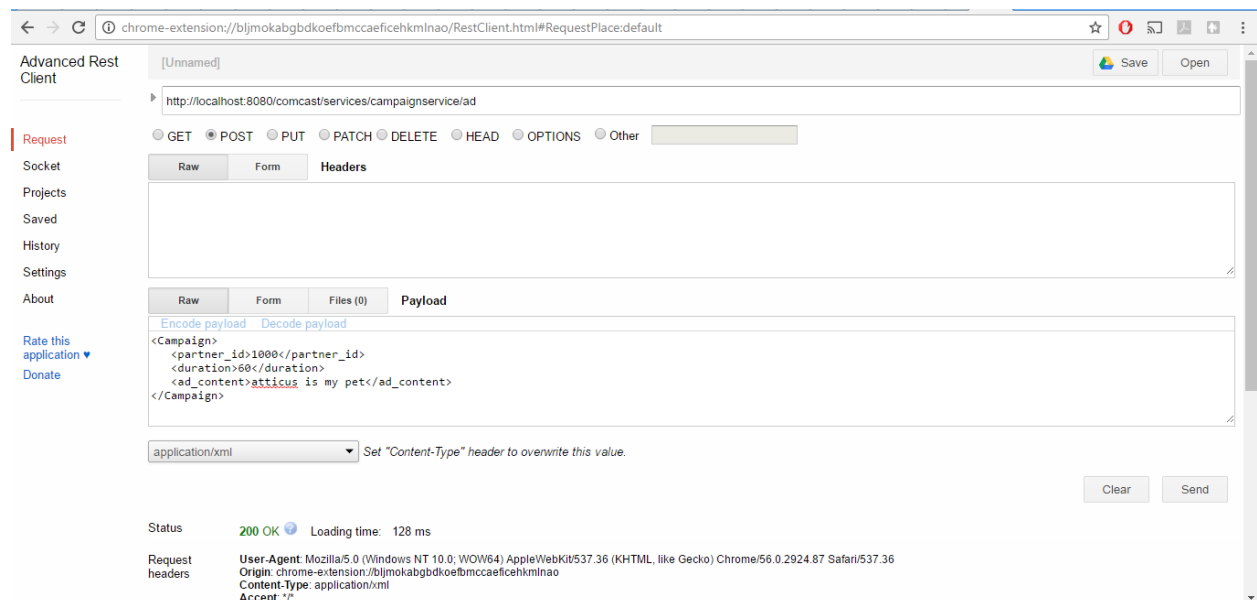 chrome-extension://bljmokabgbdkoefbmccaeficehkmlnao/RestClient.html#RequestPlace:default
Advanced Rest
Client
[Unnamed]
Save
Open
http://localhost:8080/comcast/services/campaignservice/ad
GET POST PUT PATCH DELETE HEAD OPTIONS Other
Request
Socket
Projects
Saved
History
Settings
About
Rate this
application ♥
Donate
Raw Form Headers
Raw Form Files (0) Payload
Encode payload Decode payload
<Campaign>
<partner_id>1000</partner_id>
<duration>60</duration>
<ad_content>atticus is my pet</ad_content>
</Campaign>
application/xml Set "Content-Type" header to overwrite this value.
Clear Send
Status 200 OK Loading time: 128 ms
Request
headers
User-Agent: Mozilla/5.0 (Windows NT 10.0; WOW64) AppleWebKit/537.36 (KHTML, like Gecko) Chrome/56.0.2924.87 Safari/537.36
Origin: chrome-extension://bljmokabgbdkoefbmccaeficehkmlnao
Content-Type: application/xml
Accept: */*